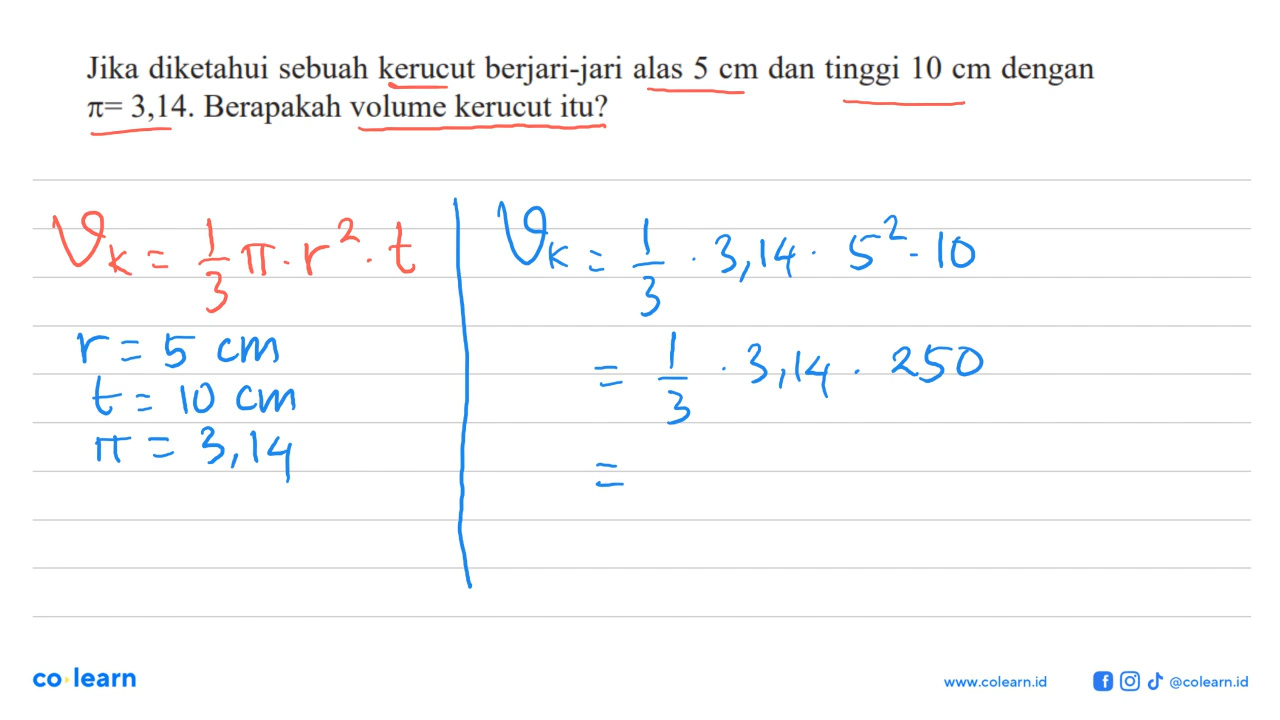 Jika diketahui sebuah kerucut berjari-jari alas 5 cm dan tinggi 10 cm dengan
π= 3,14. Berapakah volume kerucut itu?
V_k = 1/3 π . r² . t
r = 5 cm
t = 10 cm
π = 3,14
V_k = 1/3 . 3,14 . 5² . 10
= 1/3 . 3,14 . 250
=
co learn
www.colearn.id
@colearn.id